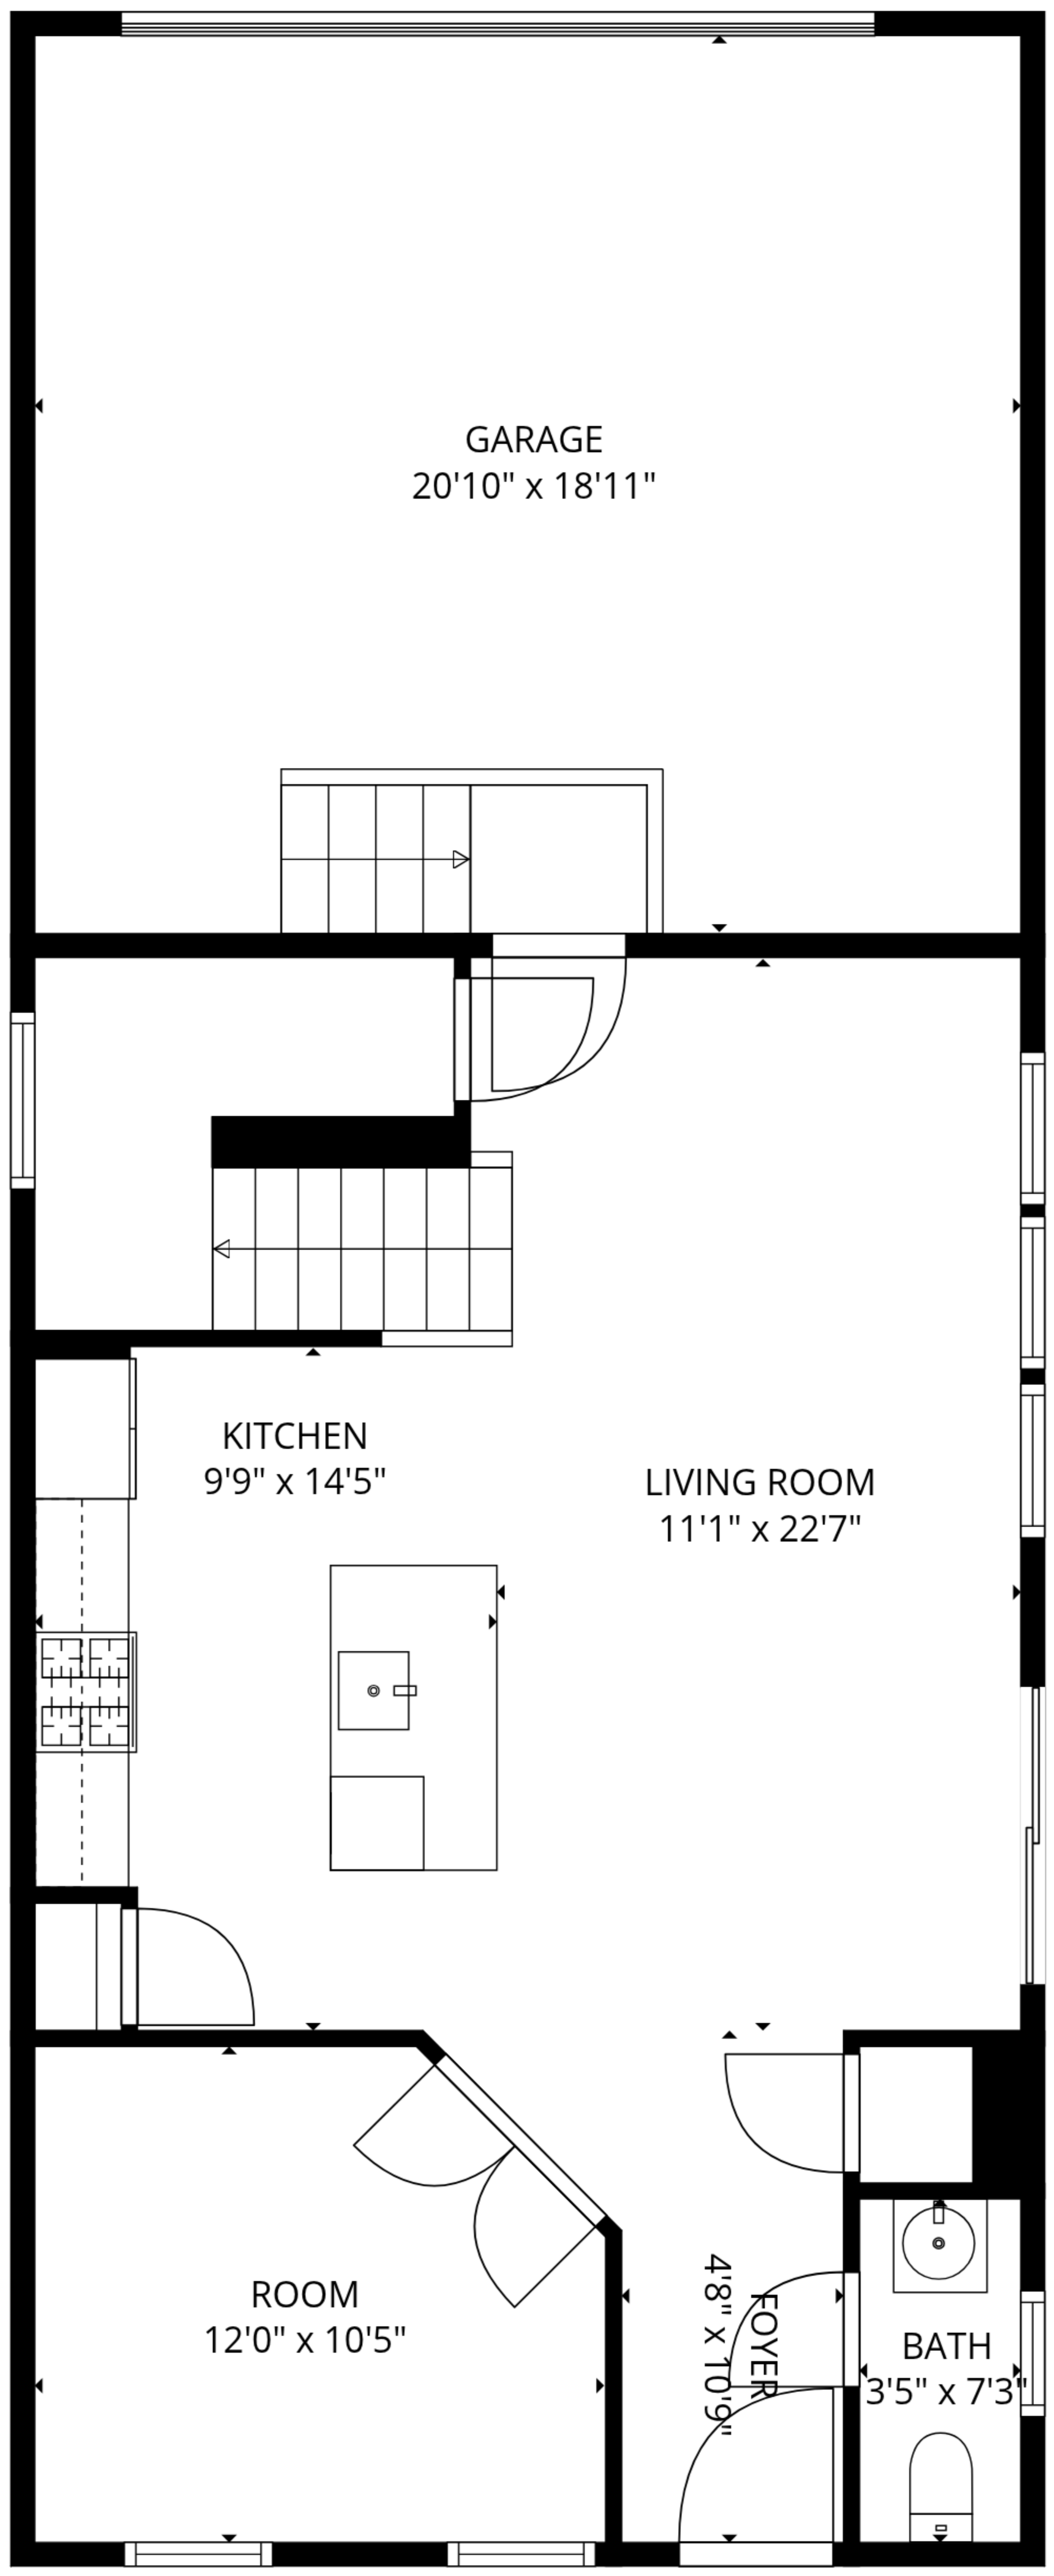 GARAGE
20'10" x 18'11"
KITCHEN
9'9" x 14'5"
LIVING ROOM
11'1" x 22'7"
ROOM
12'0" x 10'5"
FOYER
4'8" x 10'9"
BATH
3'5" x 7'3"